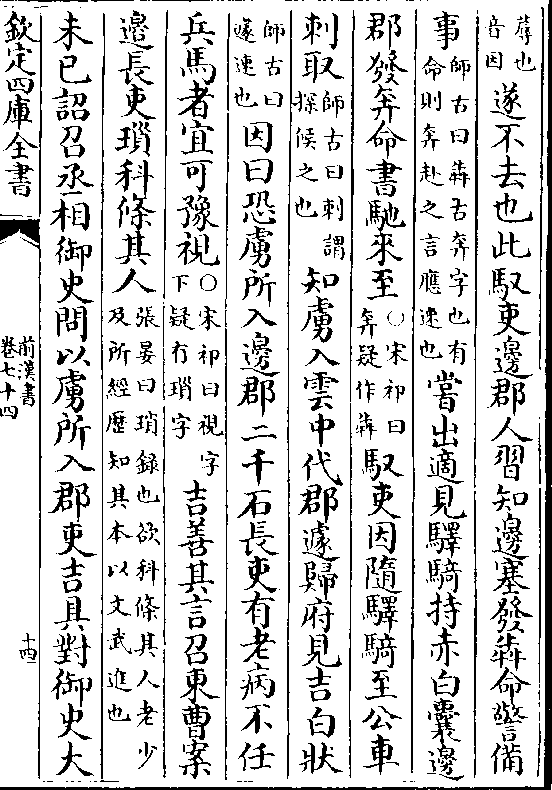 蓐也音因遂不去也此馭吏邊郡人習知邊塞發犇命警備
事師古曰犇古奔字也有命則奔赴之言應速也嘗出適見驛騎持赤白囊邊
郡發奔命書馳來至○宋祁曰奔疑作犇馭吏因隨驛騎至公車
刺取師古曰刺謂探候之也知虜入雲中代郡遽歸府見吉白狀
師古曰遽速也因曰恐虜所入邊郡二千石長吏有老病不任
兵馬者宜可豫視○宋祁曰視字下疑有瑣字吉善其言召東曹案
邊長吏瑣科條其人張晏曰瑣錄也欲科條其人老少及所經歷知其本以文武進也
未已詔召丞相御史問以虜所入郡吏吉具對御史大
欽定四庫全書
前漢書
卷七十四
十四